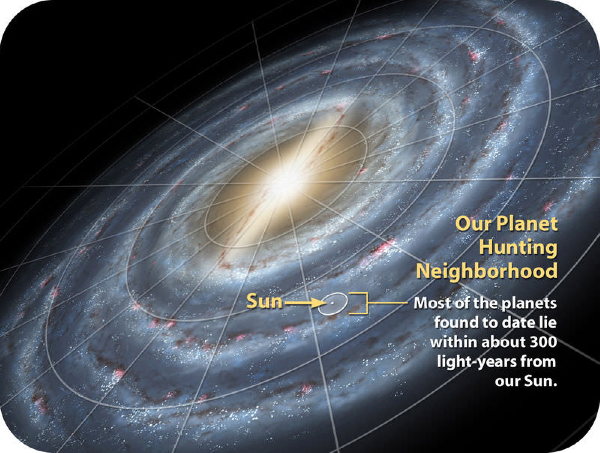 Our Planet
Hunting
Neighborhood
Sun
Most of the planets
found to date lie
within about 300
light-years from
our Sun.